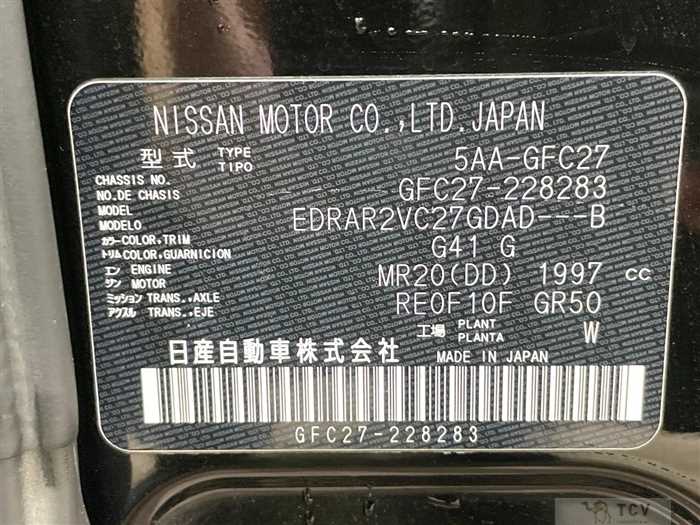 NISSAN MOTOR CO.,LTD.JAPAN
型式 TYPE TIPO 5AA-GFC27
CHASSIS NO. NO.DE CHASIS GFC27-228283
MODEL MODELO EDRAR2VC27GDAD---B
カラー COLOR,TRIM トリム COLOR,GUARNICION G41 G
エン ENGINE ジン MOTOR MR20(DD) 1997 cc
ミッション TRANS.,AXLE アクスル TRANS.,EJE RE0F10F GR50
工場 PLANT PLANTA W
日産自動車株式会社 MADE IN JAPAN
GFC27-228283
TCV